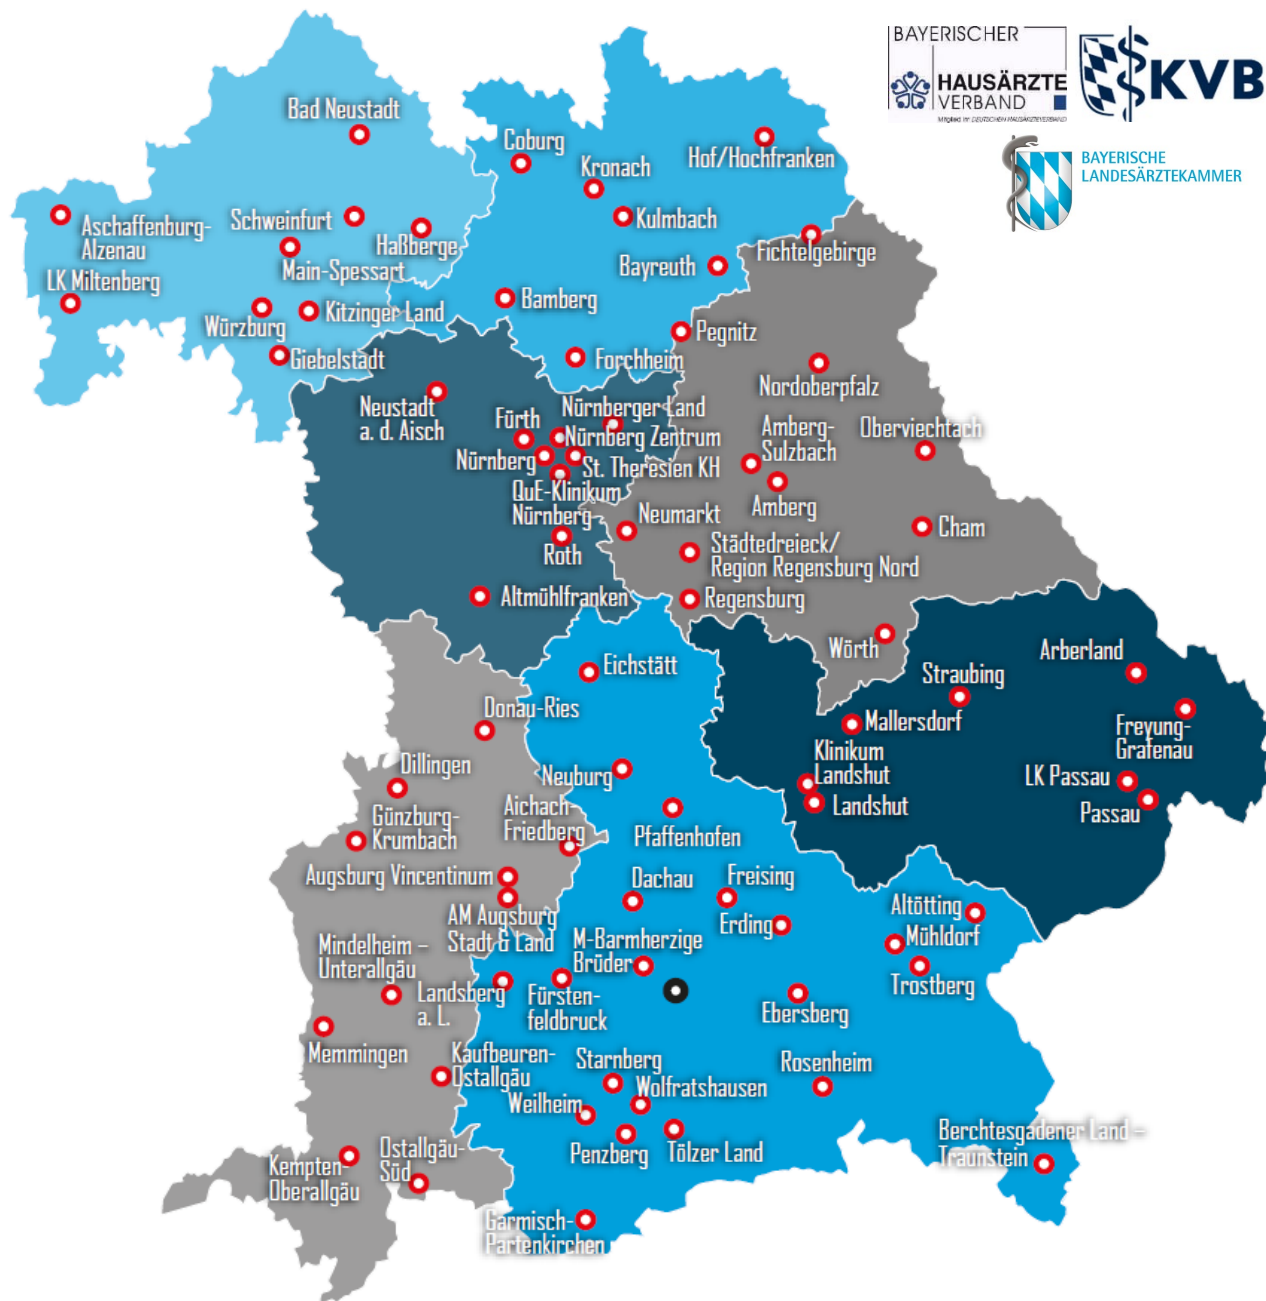 BAYERISCHER
HAUSÄRZTE
VERBAND
Mitglied im DEUTSCHEN HAUSÄRZTEVERBAND
KVB
BAYERISCHE
LANDESÄRZTEKAMMER
Bad Neustadt
Coburg
Kronach
Hof/Hochfranken
Aschaffenburg-
Alzenau
Schweinfurt
Haßberge
Kulmbach
Main-Spessart
LK Miltenberg
Bayreuth
Fichtelgebirge
Würzburg
Kitzinger Land
Bamberg
Giebelstadt
Forchheim
Pegnitz
Nordoberpfalz
Neustadt
a. d. Aisch
Fürth
Nürnberger Land
Nürnberg Zentrum
Nürnberg
St. Theresien KH
QuE-Klinikum
Nürnberg
Roth
Amberg-
Sulzbach
Oberviechtach
Amberg
Neumarkt
Cham
Städtedreieck/
Region Regensburg Nord
Altmühlfranken
Regensburg
Wörth
Eichstätt
Arberland
Straubing
Donau-Ries
Mallersdorf
Freyung-
Grafenau
Dillingen
Neuburg
Klinikum
Landshut
LK Passau
Landshut
Passau
Günzburg-
Krumbach
Aichach-
Friedberg
Pfaffenhofen
Augsburg Vincentinum
Dachau
Freising
AM Augsburg
Stadt & Land
Erding
Altötting
Mühldorf
Mindelheim –
Unterallgäu
M-Barmherzige
Brüder
Trostberg
Landsberg
a. L.
Fürsten-
feldbruck
Ebersberg
Memmingen
Kaufbeuren-
Ostallgäu
Starnberg
Rosenheim
Wolfratshausen
Weilheim
Penzberg
Tölzer Land
Berchtesgadener Land –
Traunstein
Kempten-
Oberallgäu
Ostallgäu-
Süd
Garmisch-
Partenkirchen